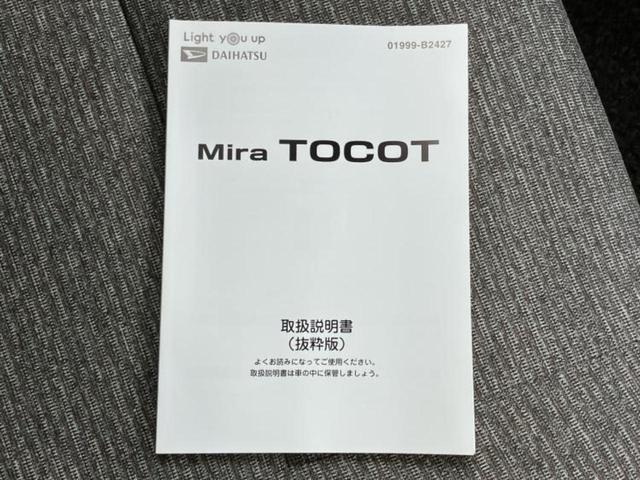 Light you up
DAIHATSU
01999-B2427
Mira TOCOT
取扱説明書
（抜粋版）
よくお読みになってご使用ください。
取扱説明書は車の中に保管しましょう。